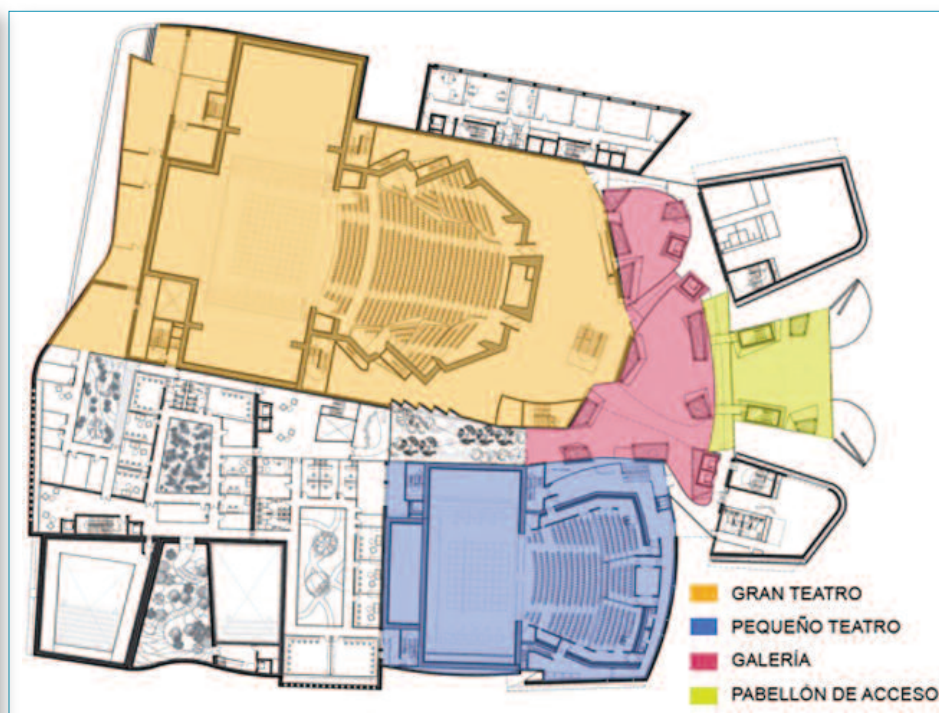 GRAN TEATRO
PEQUEÑO TEATRO
GALERÍA
PABELLÓN DE ACCESO